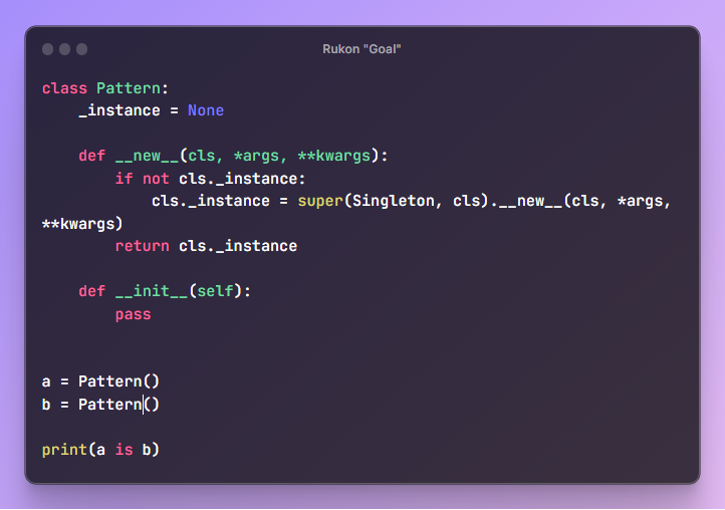 Rukon "Goal"
class Pattern:
    _instance = None

    def __new__(cls, *args, **kwargs):
        if not cls._instance:
            cls._instance = super(Singleton, cls).__new__(cls, *args,
**kwargs)
        return cls._instance

    def __init__(self):
        pass


a = Pattern()
b = Pattern()

print(a is b)